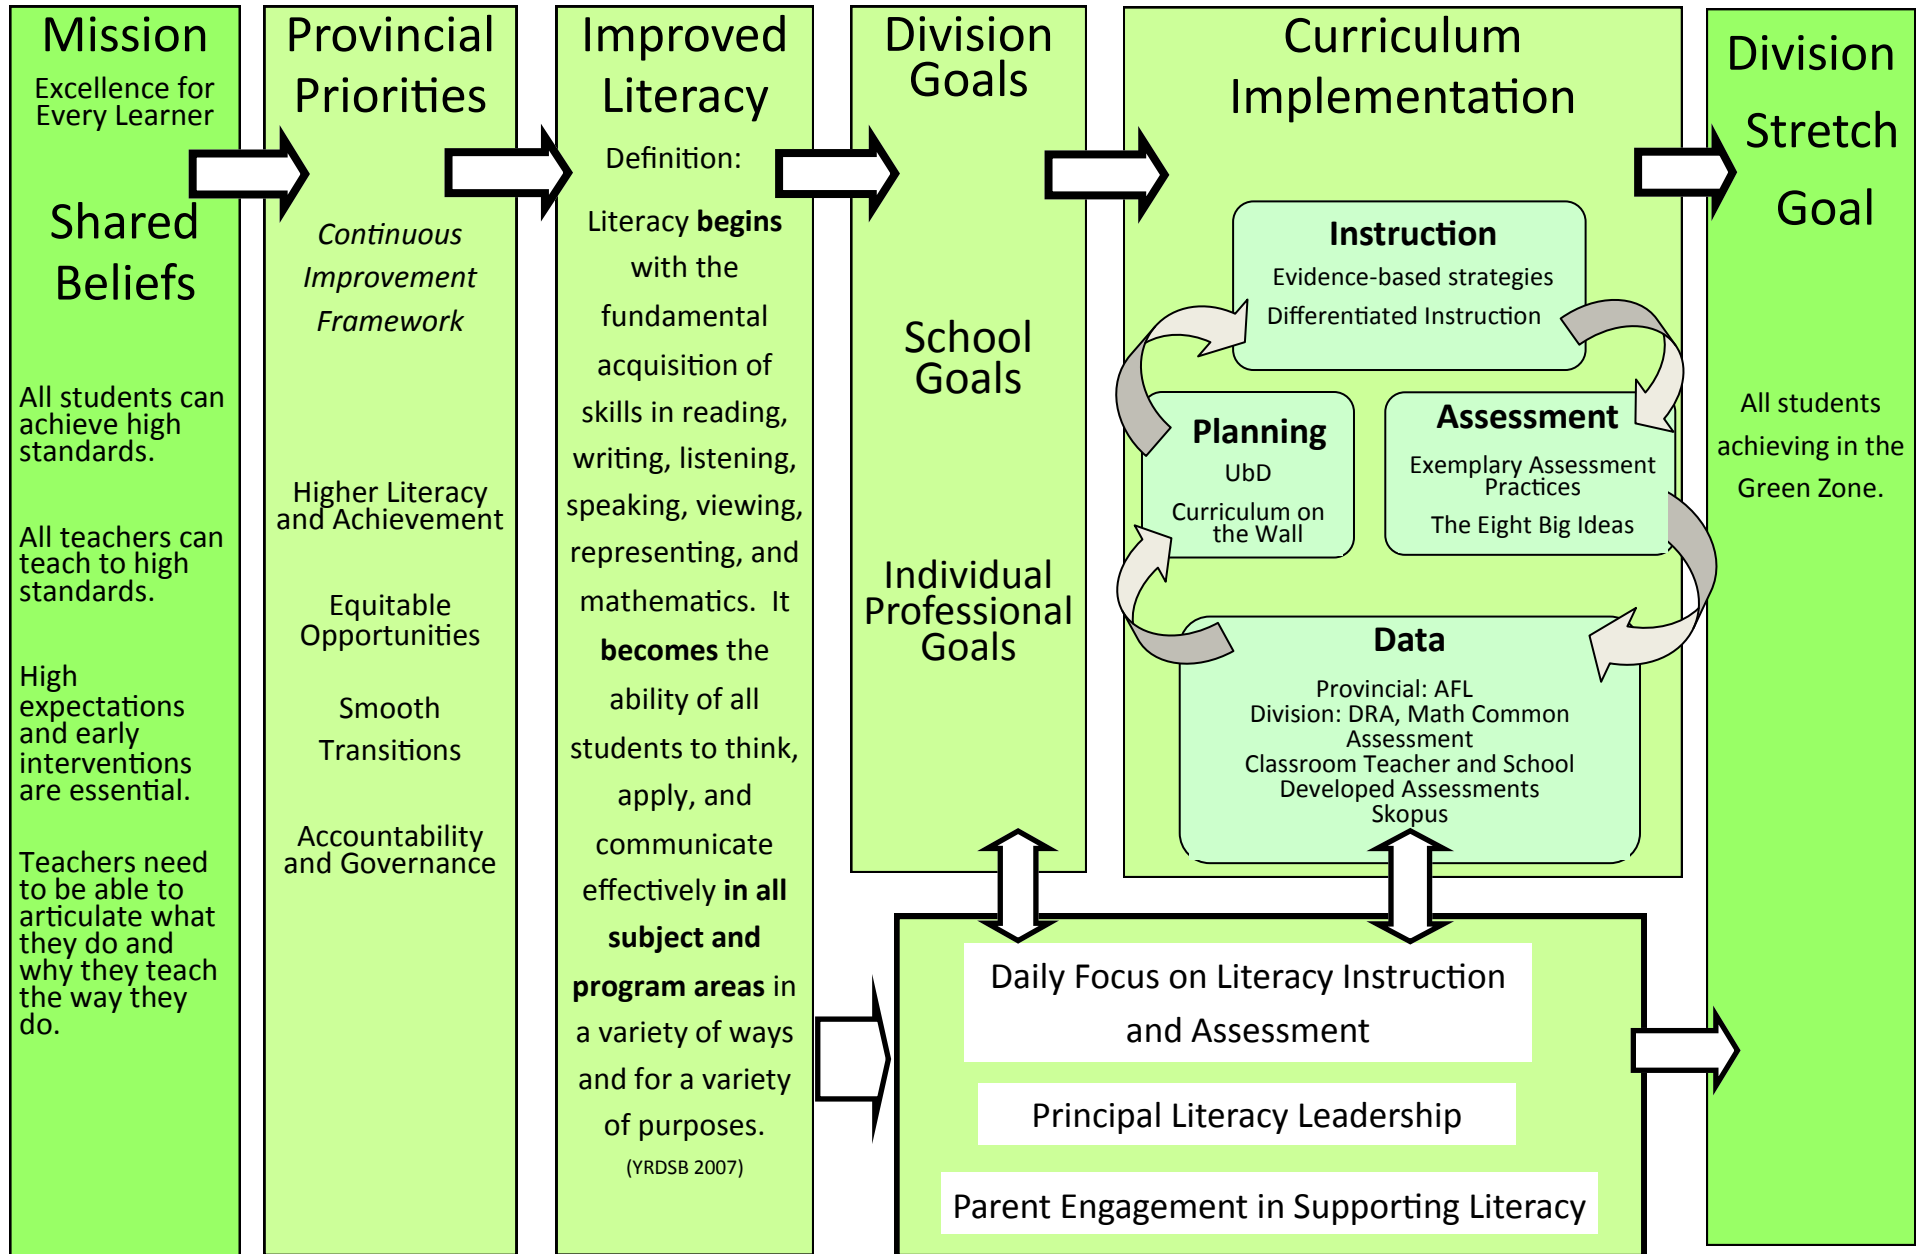 Mission
Excellence for
Every Learner
Shared
Beliefs
All students can
achieve high
standards.
All teachers can
teach to high
standards.
High
expectations
and early
interventions
are essential.
Teachers need
to be able to
articulate what
they do and
why they teach
the way they
do.
Provincial
Priorities
Continuous
Improvement
Framework
Higher Literacy
and Achievement
Equitable
Opportunities
Smooth
Transitions
Accountability
and Governance
Improved
Literacy
Definition:
Literacy begins
with the
fundamental
acquisition of
skills in reading,
writing, listening,
speaking, viewing,
representing, and
mathematics.  It
becomes the
ability of all
students to think,
apply, and
communicate
effectively in all
subject and
program areas in
a variety of ways
and for a variety
of purposes.
(YRDSB 2007)
Division
Goals
School
Goals
Individual
Professional
Goals
Curriculum
Implementation
Instruction
Evidence-based strategies
Differentiated Instruction
Planning
UbD
Curriculum on
the Wall
Assessment
Exemplary Assessment
Practices
The Eight Big Ideas
Data
Provincial: AFL
Division: DRA, Math Common
Assessment
Classroom Teacher and School
Developed Assessments
Skopus
Daily Focus on Literacy Instruction
and Assessment
Principal Literacy Leadership
Parent Engagement in Supporting Literacy
Division
Stretch
Goal
All students
achieving in the
Green Zone.